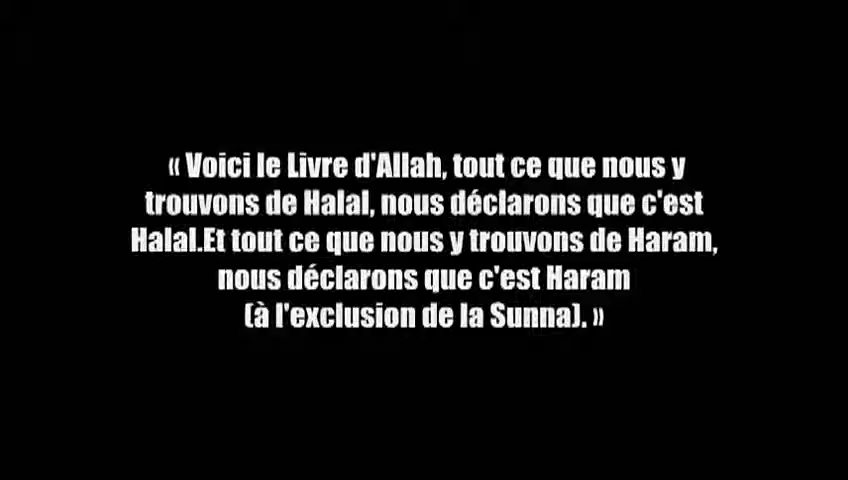 « Voici le Livre d'Allah, tout ce que nous y
trouvons de Halal, nous déclarons que c'est
Halal.Et tout ce que nous y trouvons de Haram,
nous déclarons que c'est Haram
(à l'exclusion de la Sunna). »